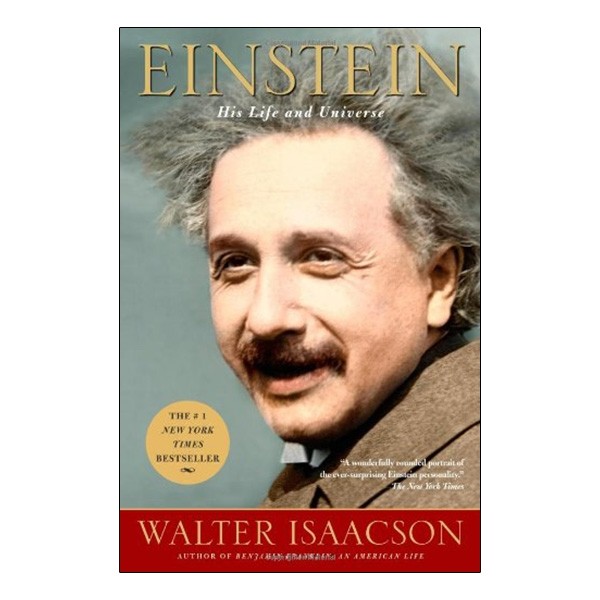 EINSTEIN
His Life and Universe
THE #1
NEW YORK
TIMES
BESTSELLER
"A wonderfully rounded portrait of
the ever-surprising Einstein personality."
The New York Times
WALTER ISAACSON
AUTHOR OF BENJAMIN FRANKLIN: AN AMERICAN LIFE